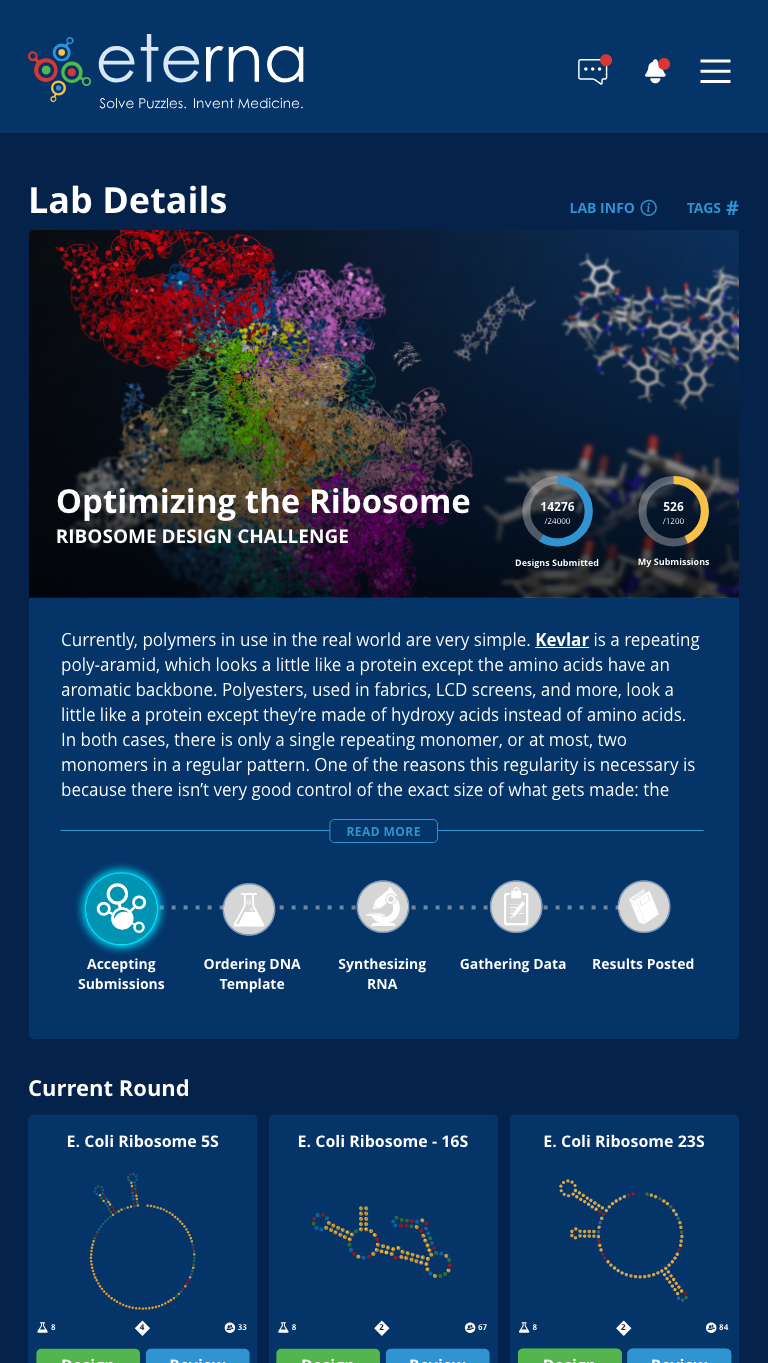 eterna
Solve Puzzles. Invent Medicine.
Lab Details
LAB INFO i
TAGS #
Optimizing the Ribosome
RIBOSOME DESIGN CHALLENGE
14276
/24000
Designs Submitted
526
/1200
My Submissions
Currently, polymers in use in the real world are very simple. Kevlar is a repeating
poly-aramid, which looks a little like a protein except the amino acids have an
aromatic backbone. Polyesters, used in fabrics, LCD screens, and more, look a
little like a protein except they’re made of hydroxy acids instead of amino acids.
In both cases, there is only a single repeating monomer, or at most, two
monomers in a regular pattern. One of the reasons this regularity is necessary is
because there isn’t very good control of the exact size of what gets made: the
READ MORE
Accepting
Submissions
Ordering DNA
Template
Synthesizing
RNA
Gathering Data
Results Posted
Current Round
E. Coli Ribosome 5S
8 4 33
Design Review
E. Coli Ribosome - 16S
8 2 67
Design Review
E. Coli Ribosome 23S
8 2 84
Design Review